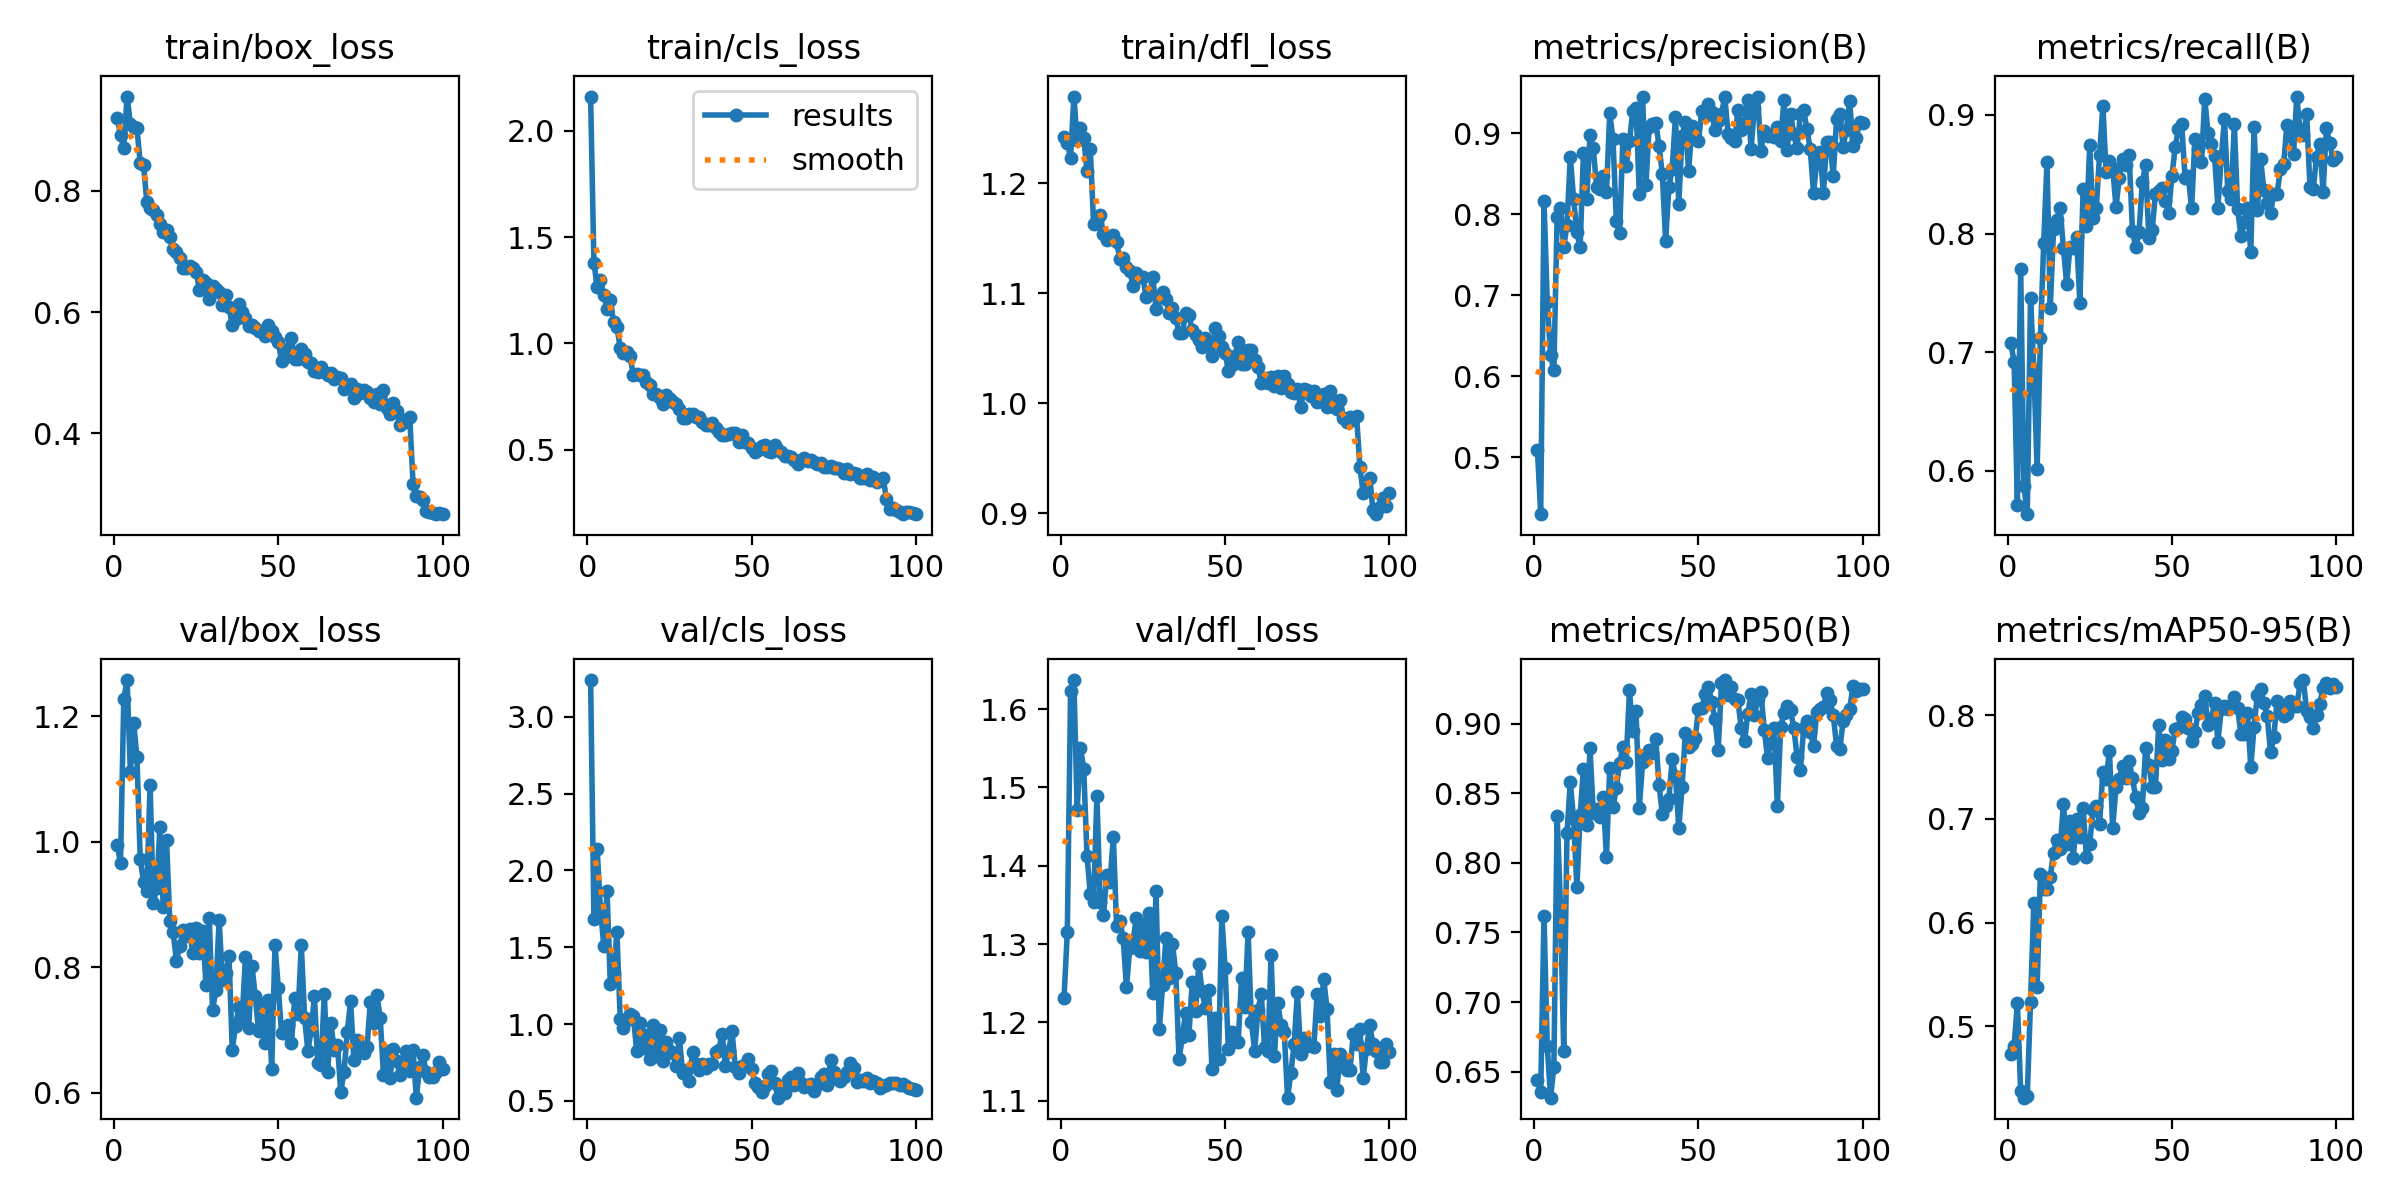 train/box_loss
0.8
0.6
0.4
0 50 100
train/cls_loss
results
smooth
2.0
1.5
1.0
0.5
0 50 100
train/dfl_loss
1.2
1.1
1.0
0.9
0 50 100
metrics/precision(B)
0.9
0.8
0.7
0.6
0.5
0 50 100
metrics/recall(B)
0.9
0.8
0.7
0.6
0 50 100
val/box_loss
1.2
1.0
0.8
0.6
0 50 100
val/cls_loss
3.0
2.5
2.0
1.5
1.0
0.5
0 50 100
val/dfl_loss
1.6
1.5
1.4
1.3
1.2
1.1
0 50 100
metrics/mAP50(B)
0.90
0.85
0.80
0.75
0.70
0.65
0 50 100
metrics/mAP50-95(B)
0.8
0.7
0.6
0.5
0 50 100